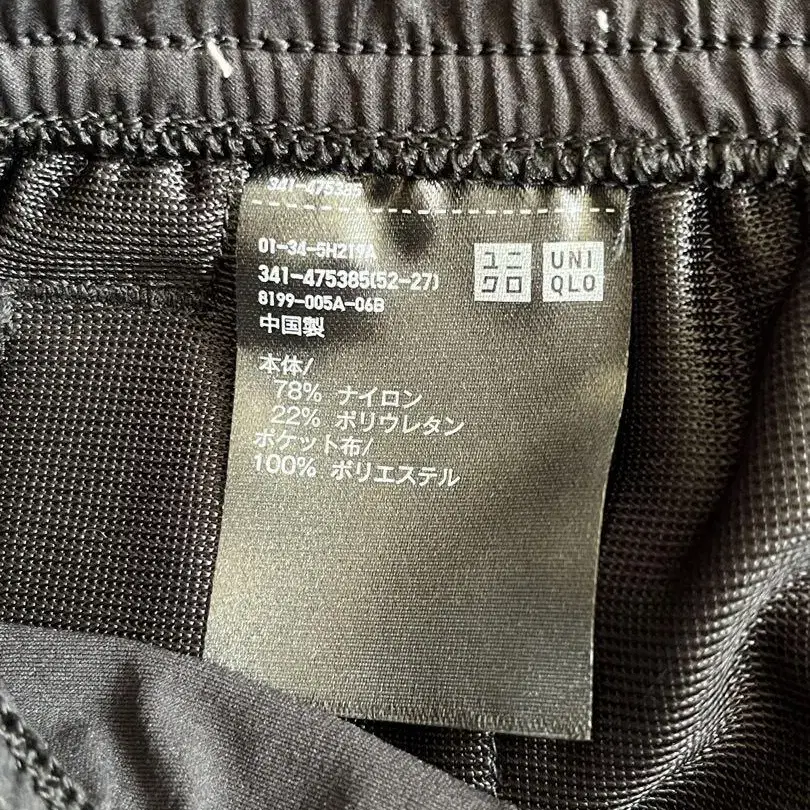 341-475385
01-34-5H219A
341-475385(52-27)
8199-005A-06B
中国製
ユニ
クロ
UNI
QLO
本体/
78% ナイロン
22% ポリウレタン
ポケット布/
100% ポリエステル